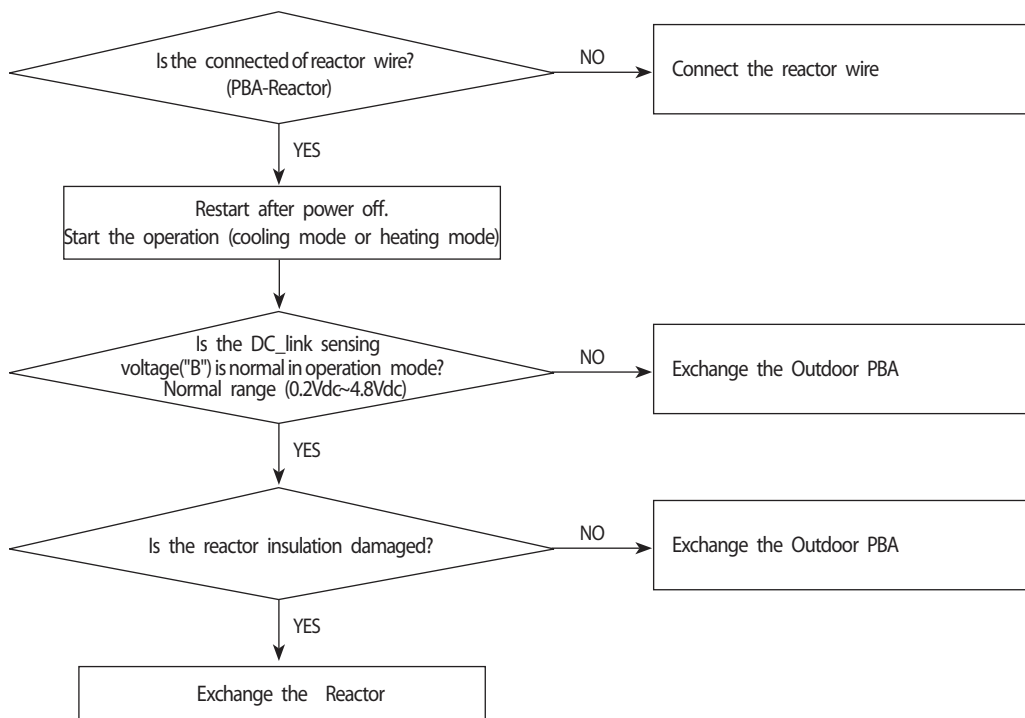 Is the connected of reactor wire?
(PBA-Reactor)
NO
Connect the reactor wire
YES
Restart after power off.
Start the operation (cooling mode or heating mode)
Is the DC_link sensing
voltage("B") is normal in operation mode?
Normal range (0.2Vdc~4.8Vdc)
NO
Exchange the Outdoor PBA
YES
Is the reactor insulation damaged?
NO
Exchange the Outdoor PBA
YES
Exchange the Reactor